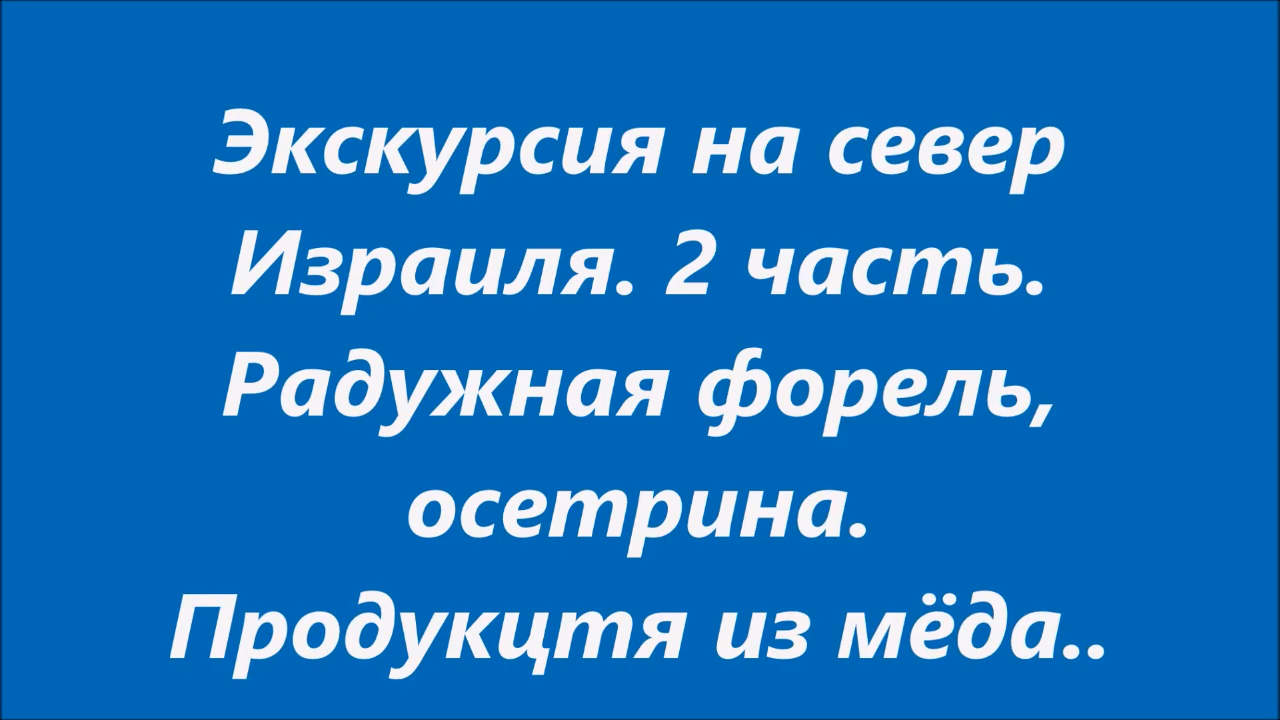 Экскурсия на север
Израиля. 2 часть.
Радужная форель,
осетрина.
Продукцтя из мёда..